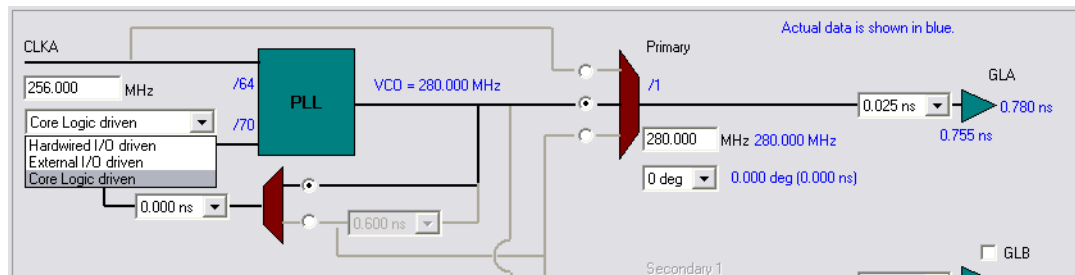 Actual data is shown in blue.
CLKA
Primary
GLA
256.000 MHz
/64
PLL
VCO = 280.000 MHz
/1
0.025 ns
0.780 ns
Core Logic driven
/70
280.000 MHz 280.000 MHz
0.755 ns
Hardwired I/O driven
External I/O driven
Core Logic driven
0 deg
0.000 deg (0.000 ns)
0.000 ns
0.600 ns
GLB
Secondary 1